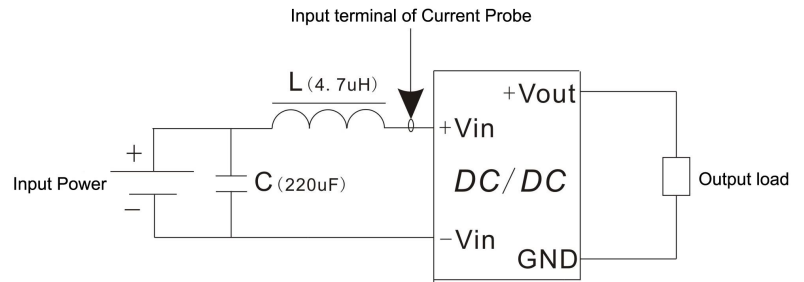 Input terminal of Current Probe
L (4. 7uH)
+Vout
+Vin
+
Input Power
C (220uF)
DC/DC
Output load
−
−Vin
GND